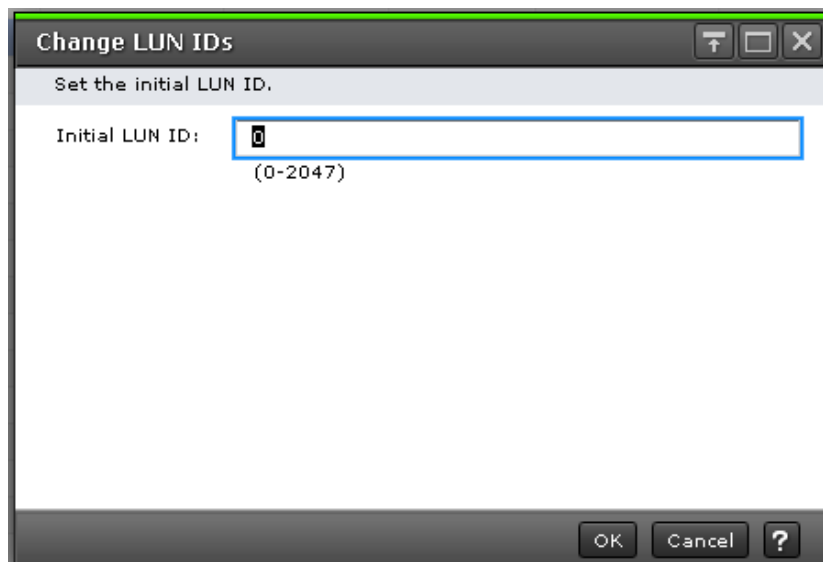 Change LUN IDs
Set the initial LUN ID.
Initial LUN ID: 0
(0-2047)
OK Cancel ?